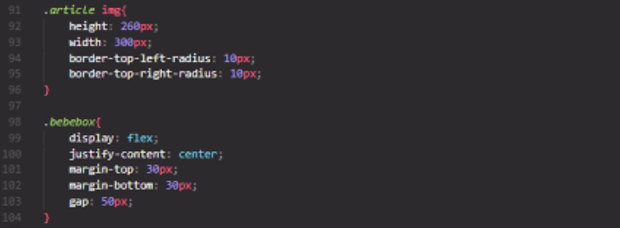 91 .article img{
92 height: 260px;
93 width: 300px;
94 border-top-left-radius: 10px;
95 border-top-right-radius: 10px;
96 }
97
98 .bebebox{
99 display: flex;
100 justify-content: center;
101 margin-top: 30px;
102 margin-bottom: 30px;
103 gap: 50px;
104 }